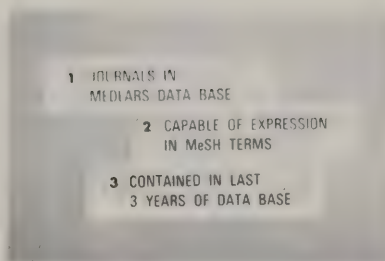 1 JOURNALS IN
MEDLARS DATA BASE
2 CAPABLE OF EXPRESSION
IN MeSH TERMS
3 CONTAINED IN LAST
3 YEARS OF DATA BASE